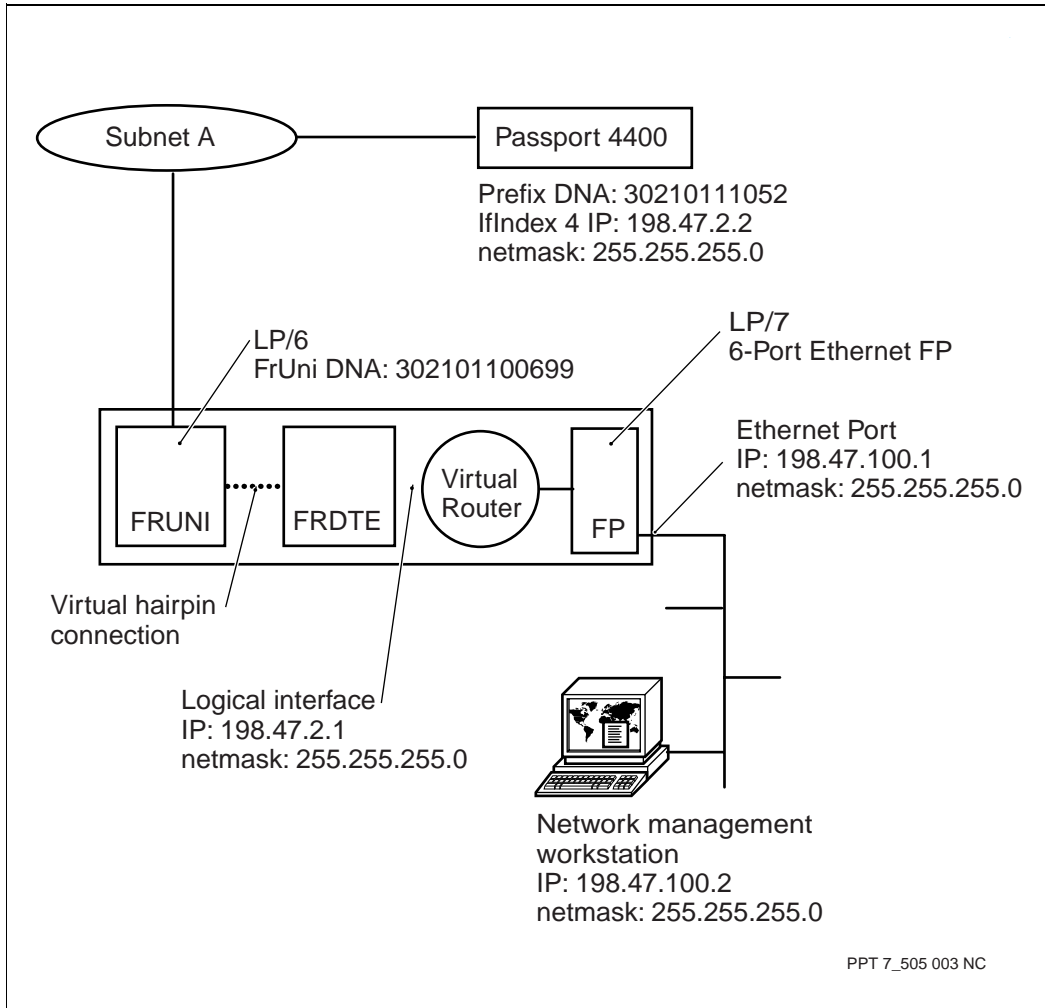 Subnet A
Passport 4400
Prefix DNA: 30210111052
IfIndex 4 IP: 198.47.2.2
netmask: 255.255.255.0
LP/6
FrUni DNA: 302101100699
LP/7
6-Port Ethernet FP
Ethernet Port
IP: 198.47.100.1
netmask: 255.255.255.0
FRUNI
FRDTE
Virtual
Router
FP
Virtual hairpin
connection
Logical interface
IP: 198.47.2.1
netmask: 255.255.255.0
Network management
workstation
IP: 198.47.100.2
netmask: 255.255.255.0
PPT 7_505 003 NC